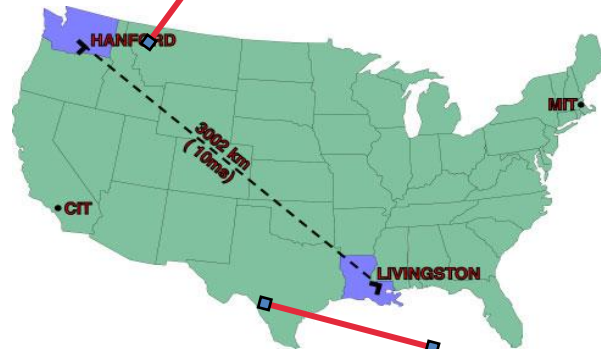 HANFORD
MIT
3002 km
( 10ms)
CIT
LIVINGSTON